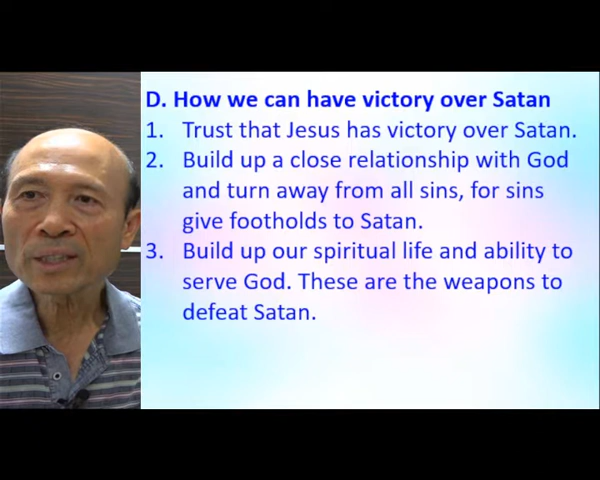 D. How we can have victory over Satan
1. Trust that Jesus has victory over Satan.
2. Build up a close relationship with God
and turn away from all sins, for sins
give footholds to Satan.
3. Build up our spiritual life and ability to
serve God. These are the weapons to
defeat Satan.